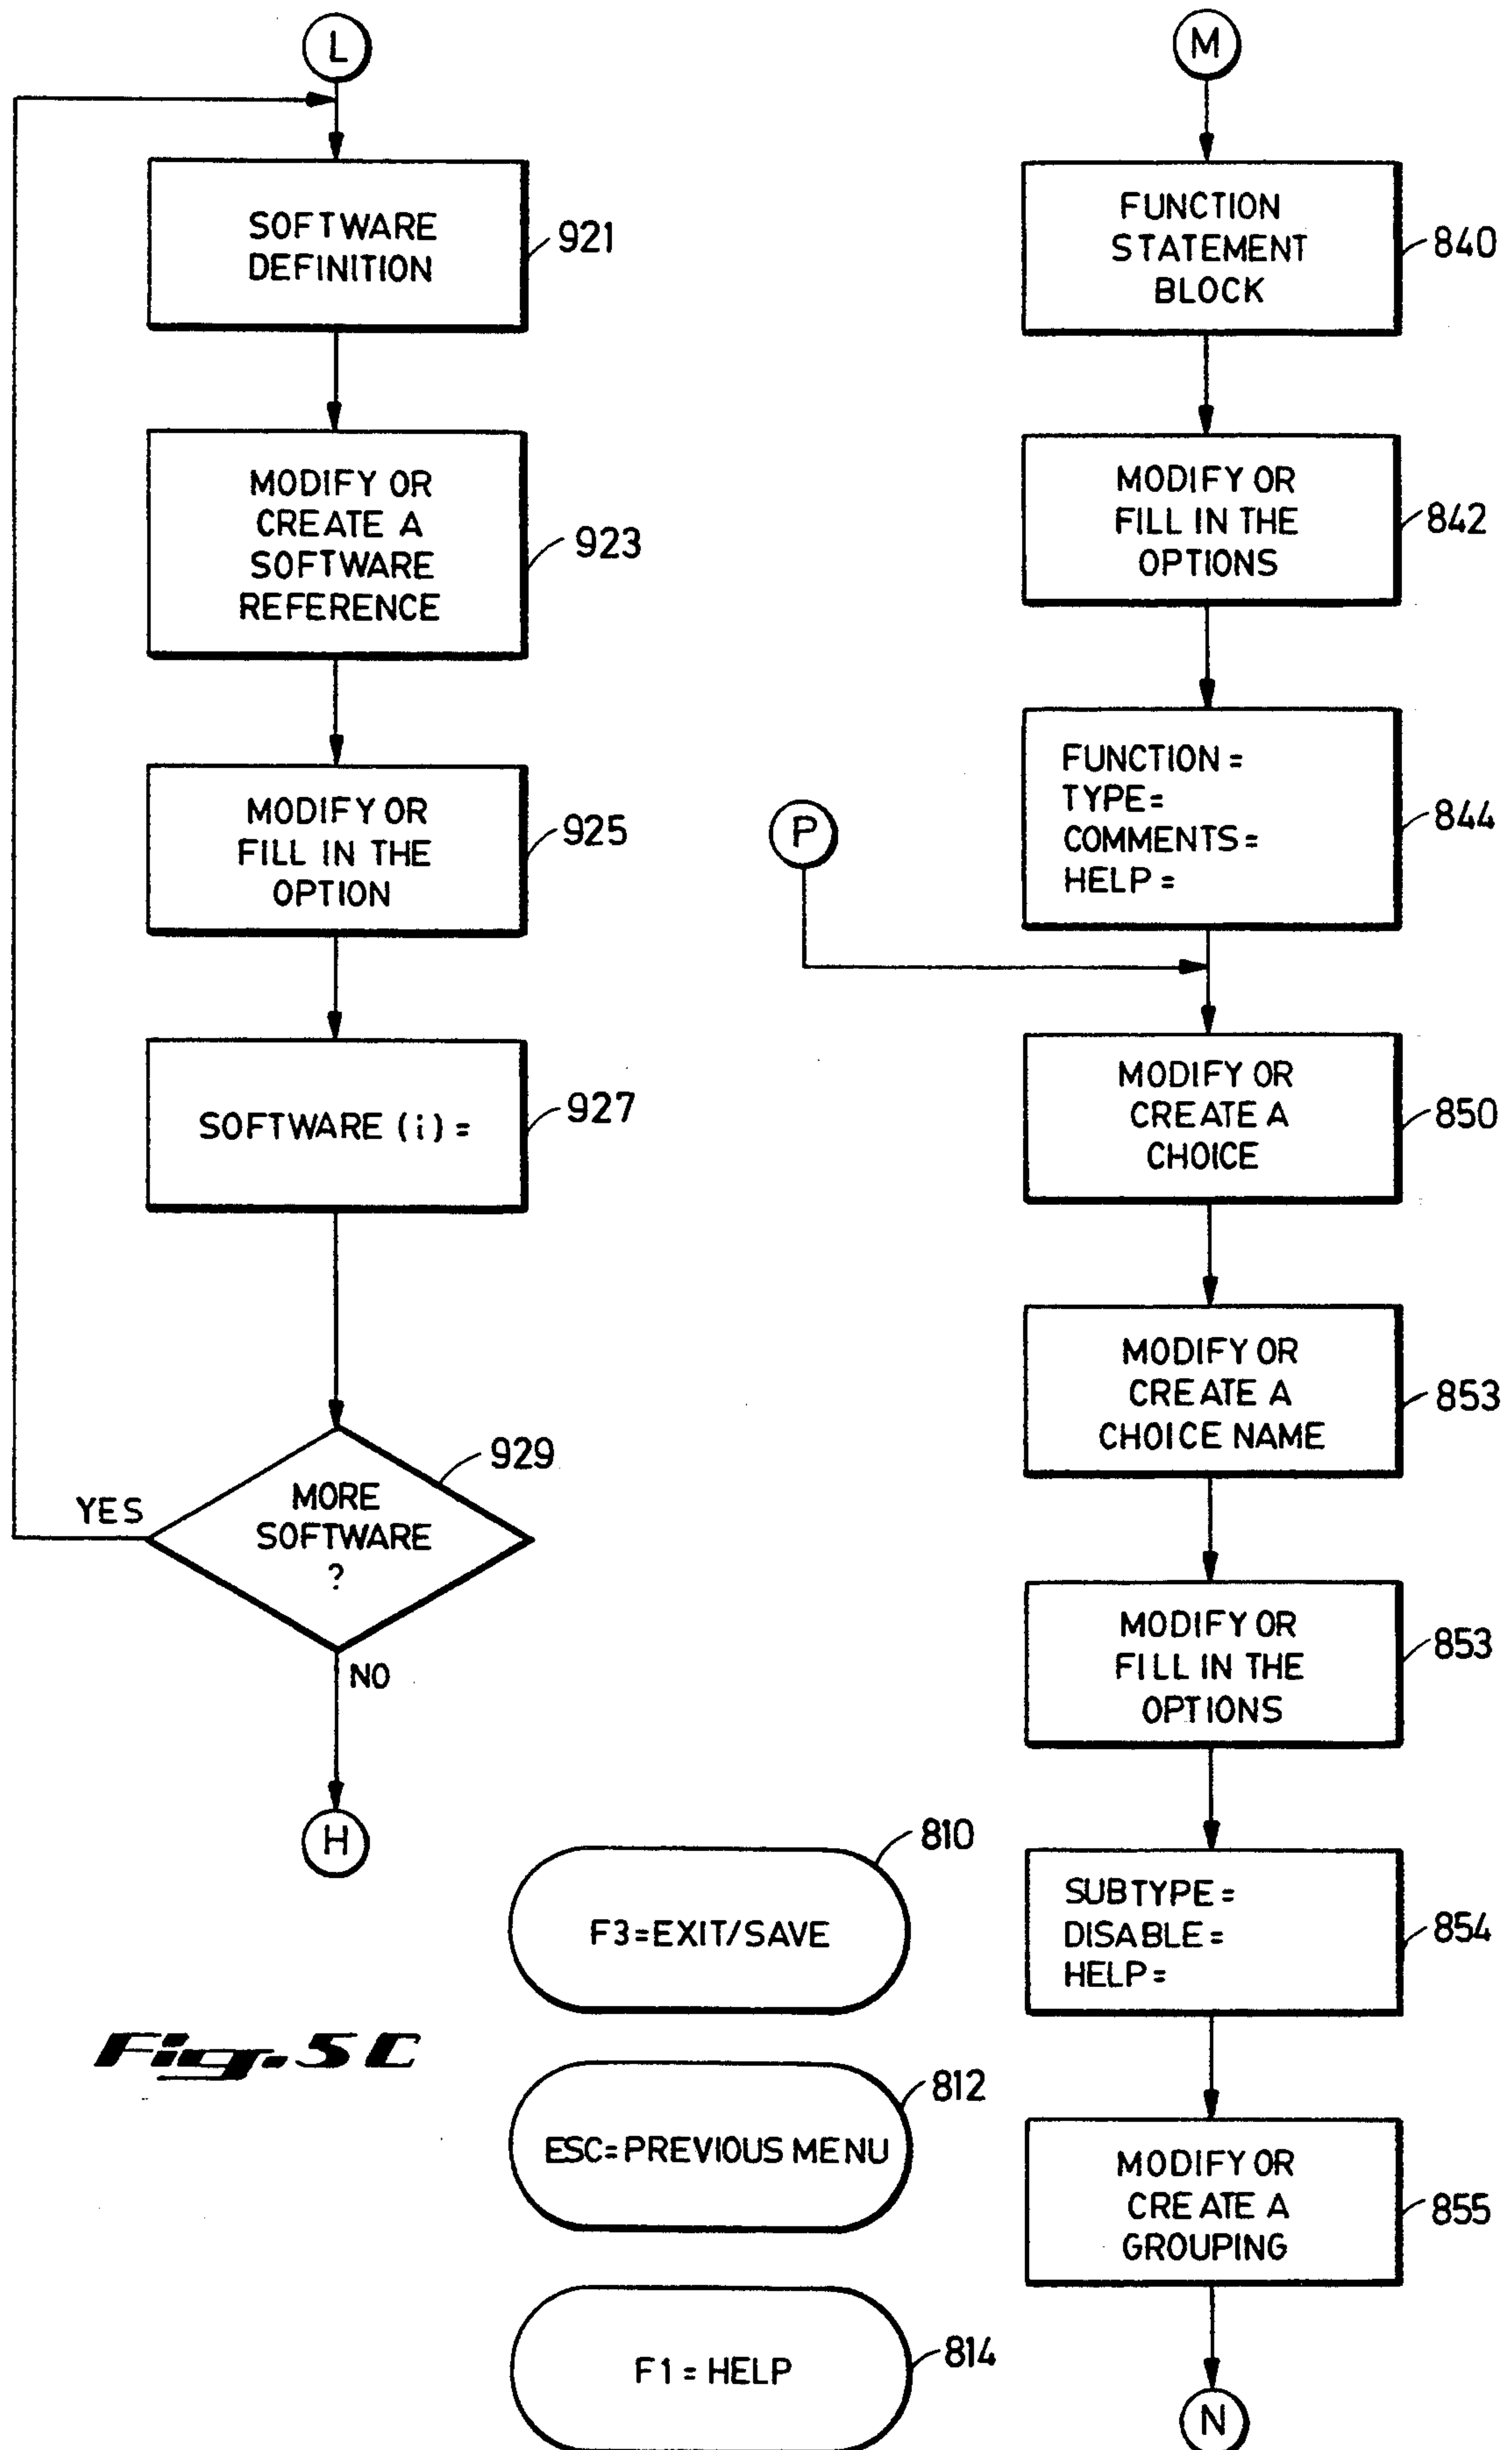 L
SOFTWARE
DEFINITION
921
MODIFY OR
CREATE A
SOFTWARE
REFERENCE
923
MODIFY OR
FILL IN THE
OPTION
925
SOFTWARE (i) =
927
MORE
SOFTWARE
?
929
YES
NO
H
M
FUNCTION
STATEMENT
BLOCK
840
MODIFY OR
FILL IN THE
OPTIONS
842
FUNCTION =
TYPE=
COMMENTS=
HELP =
844
P
MODIFY OR
CREATE A
CHOICE
850
MODIFY OR
CREATE A
CHOICE NAME
853
MODIFY OR
FILL IN THE
OPTIONS
853
SUBTYPE=
DISABLE=
HELP=
854
MODIFY OR
CREATE A
GROUPING
855
N
F3=EXIT/SAVE
810
ESC=PREVIOUS MENU
812
F1 = HELP
814
Fig. 5C